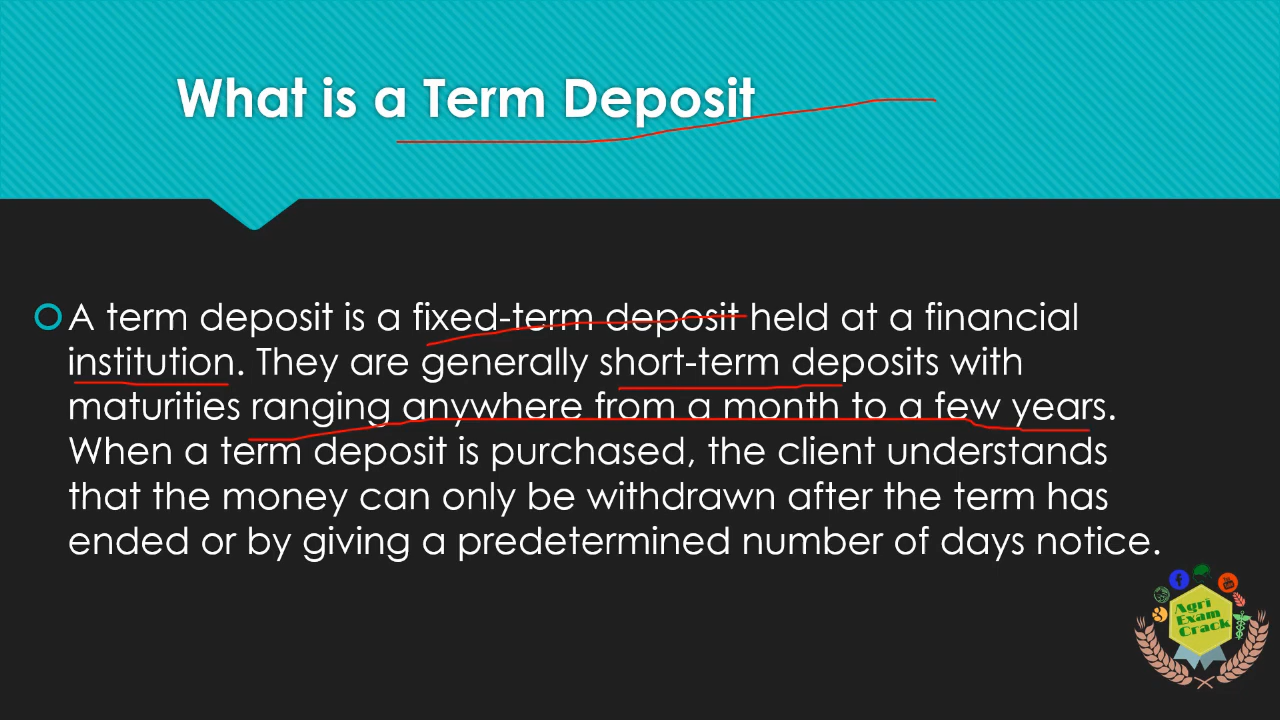 What is a Term Deposit
A term deposit is a fixed-term deposit held at a financial
institution. They are generally short-term deposits with
maturities ranging anywhere from a month to a few years.
When a term deposit is purchased, the client understands
that the money can only be withdrawn after the term has
ended or by giving a predetermined number of days notice.
Agri
Exam
Crack